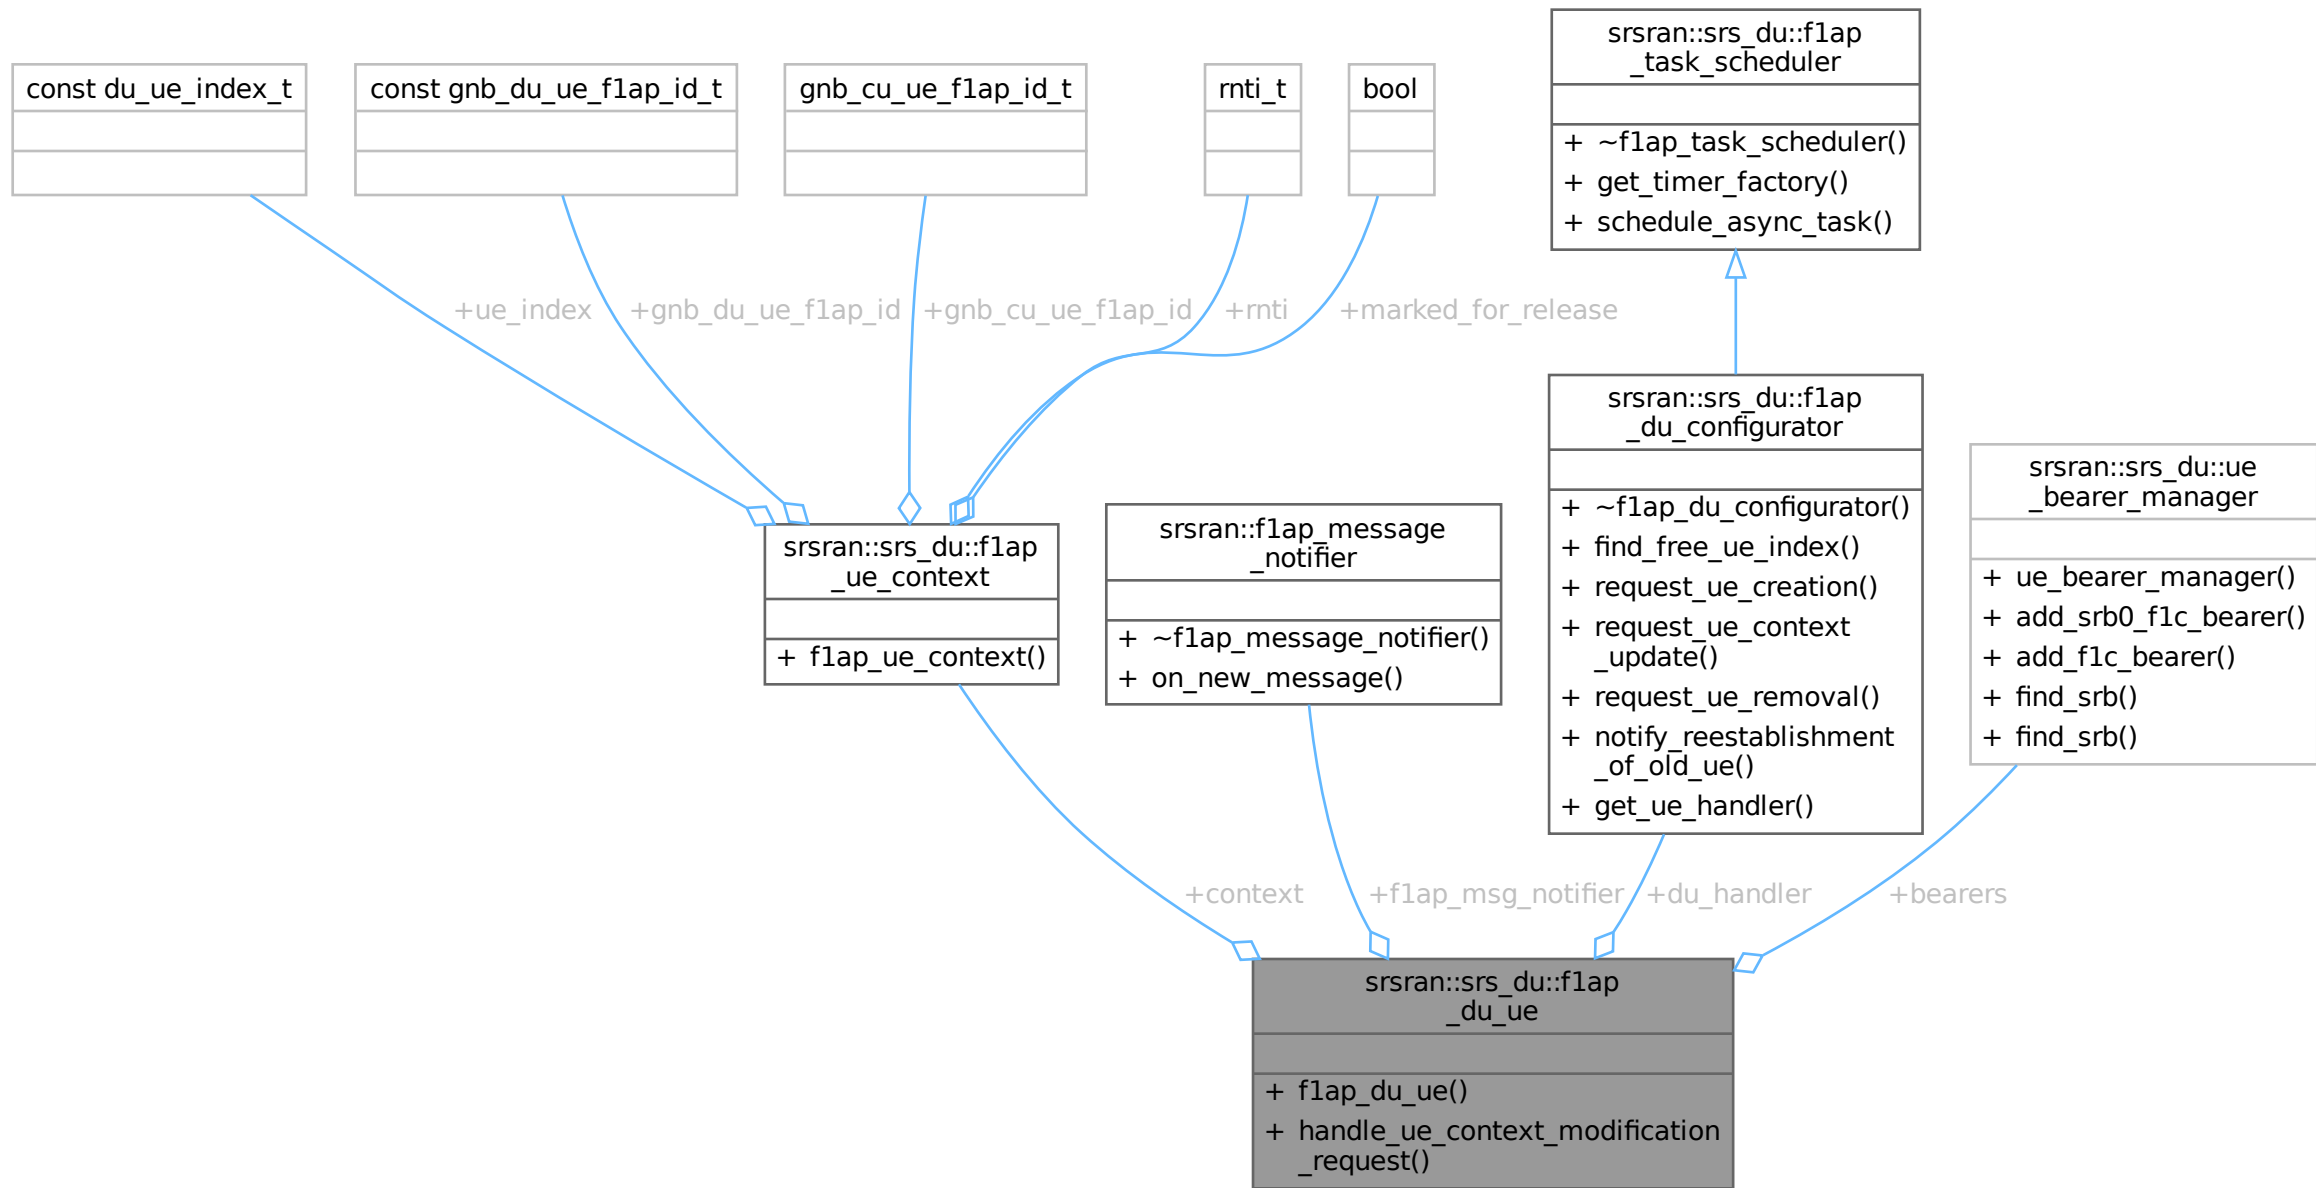 srsran::srs_du::f1ap
_task_scheduler
+ ~f1ap_task_scheduler()
+ get_timer_factory()
+ schedule_async_task()
const du_ue_index_t
const gnb_du_ue_f1ap_id_t
gnb_cu_ue_f1ap_id_t
rnti_t
bool
+ue_index
+gnb_du_ue_f1ap_id
+gnb_cu_ue_f1ap_id
+rnti
+marked_for_release
srsran::srs_du::f1ap
_du_configurator
+ ~f1ap_du_configurator()
+ find_free_ue_index()
+ request_ue_creation()
+ request_ue_context
_update()
+ request_ue_removal()
+ notify_reestablishment
_of_old_ue()
+ get_ue_handler()
srsran::srs_du::ue
_bearer_manager
+ ue_bearer_manager()
+ add_srb0_f1c_bearer()
+ add_f1c_bearer()
+ find_srb()
+ find_srb()
srsran::f1ap_message
_notifier
+ ~f1ap_message_notifier()
+ on_new_message()
srsran::srs_du::f1ap
_ue_context
+ f1ap_ue_context()
+context
+f1ap_msg_notifier
+du_handler
+bearers
srsran::srs_du::f1ap
_du_ue
+ f1ap_du_ue()
+ handle_ue_context_modification
_request()